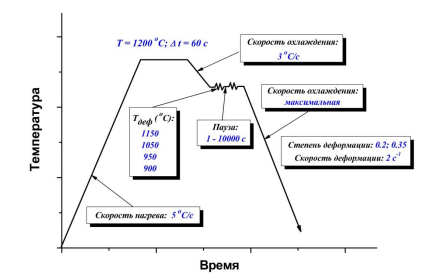 T = 1200 °C; Δ t = 60 с
Скорость охлаждения:
3 °С/с
Скорость охлаждения:
максимальная
Tдеф (°С):
1150
1050
950
900
Пауза:
1 - 10000 с
Степень деформации: 0.2; 0.35
Скорость деформации: 2 с-1
Скорость нагрева: 5 °С/с
Температура
Время